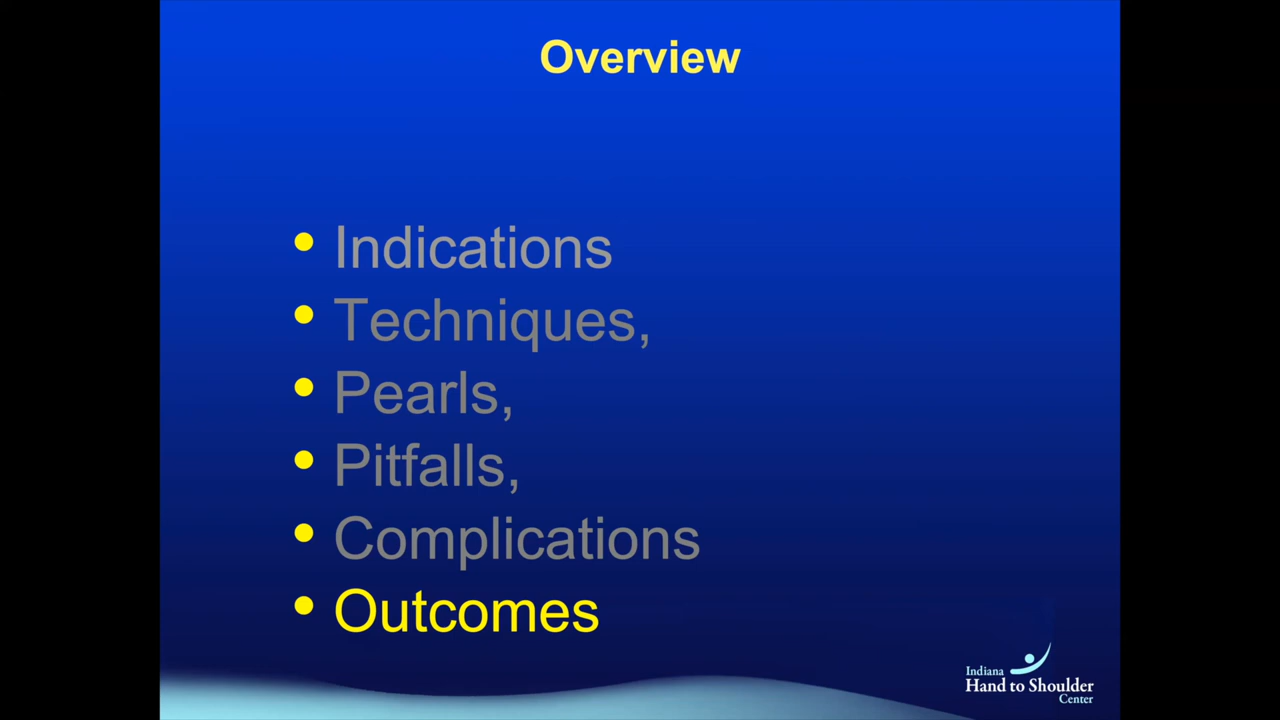 Overview
• Indications
• Techniques,
• Pearls,
• Pitfalls,
• Complications
• Outcomes
Indiana
Hand to Shoulder
Center